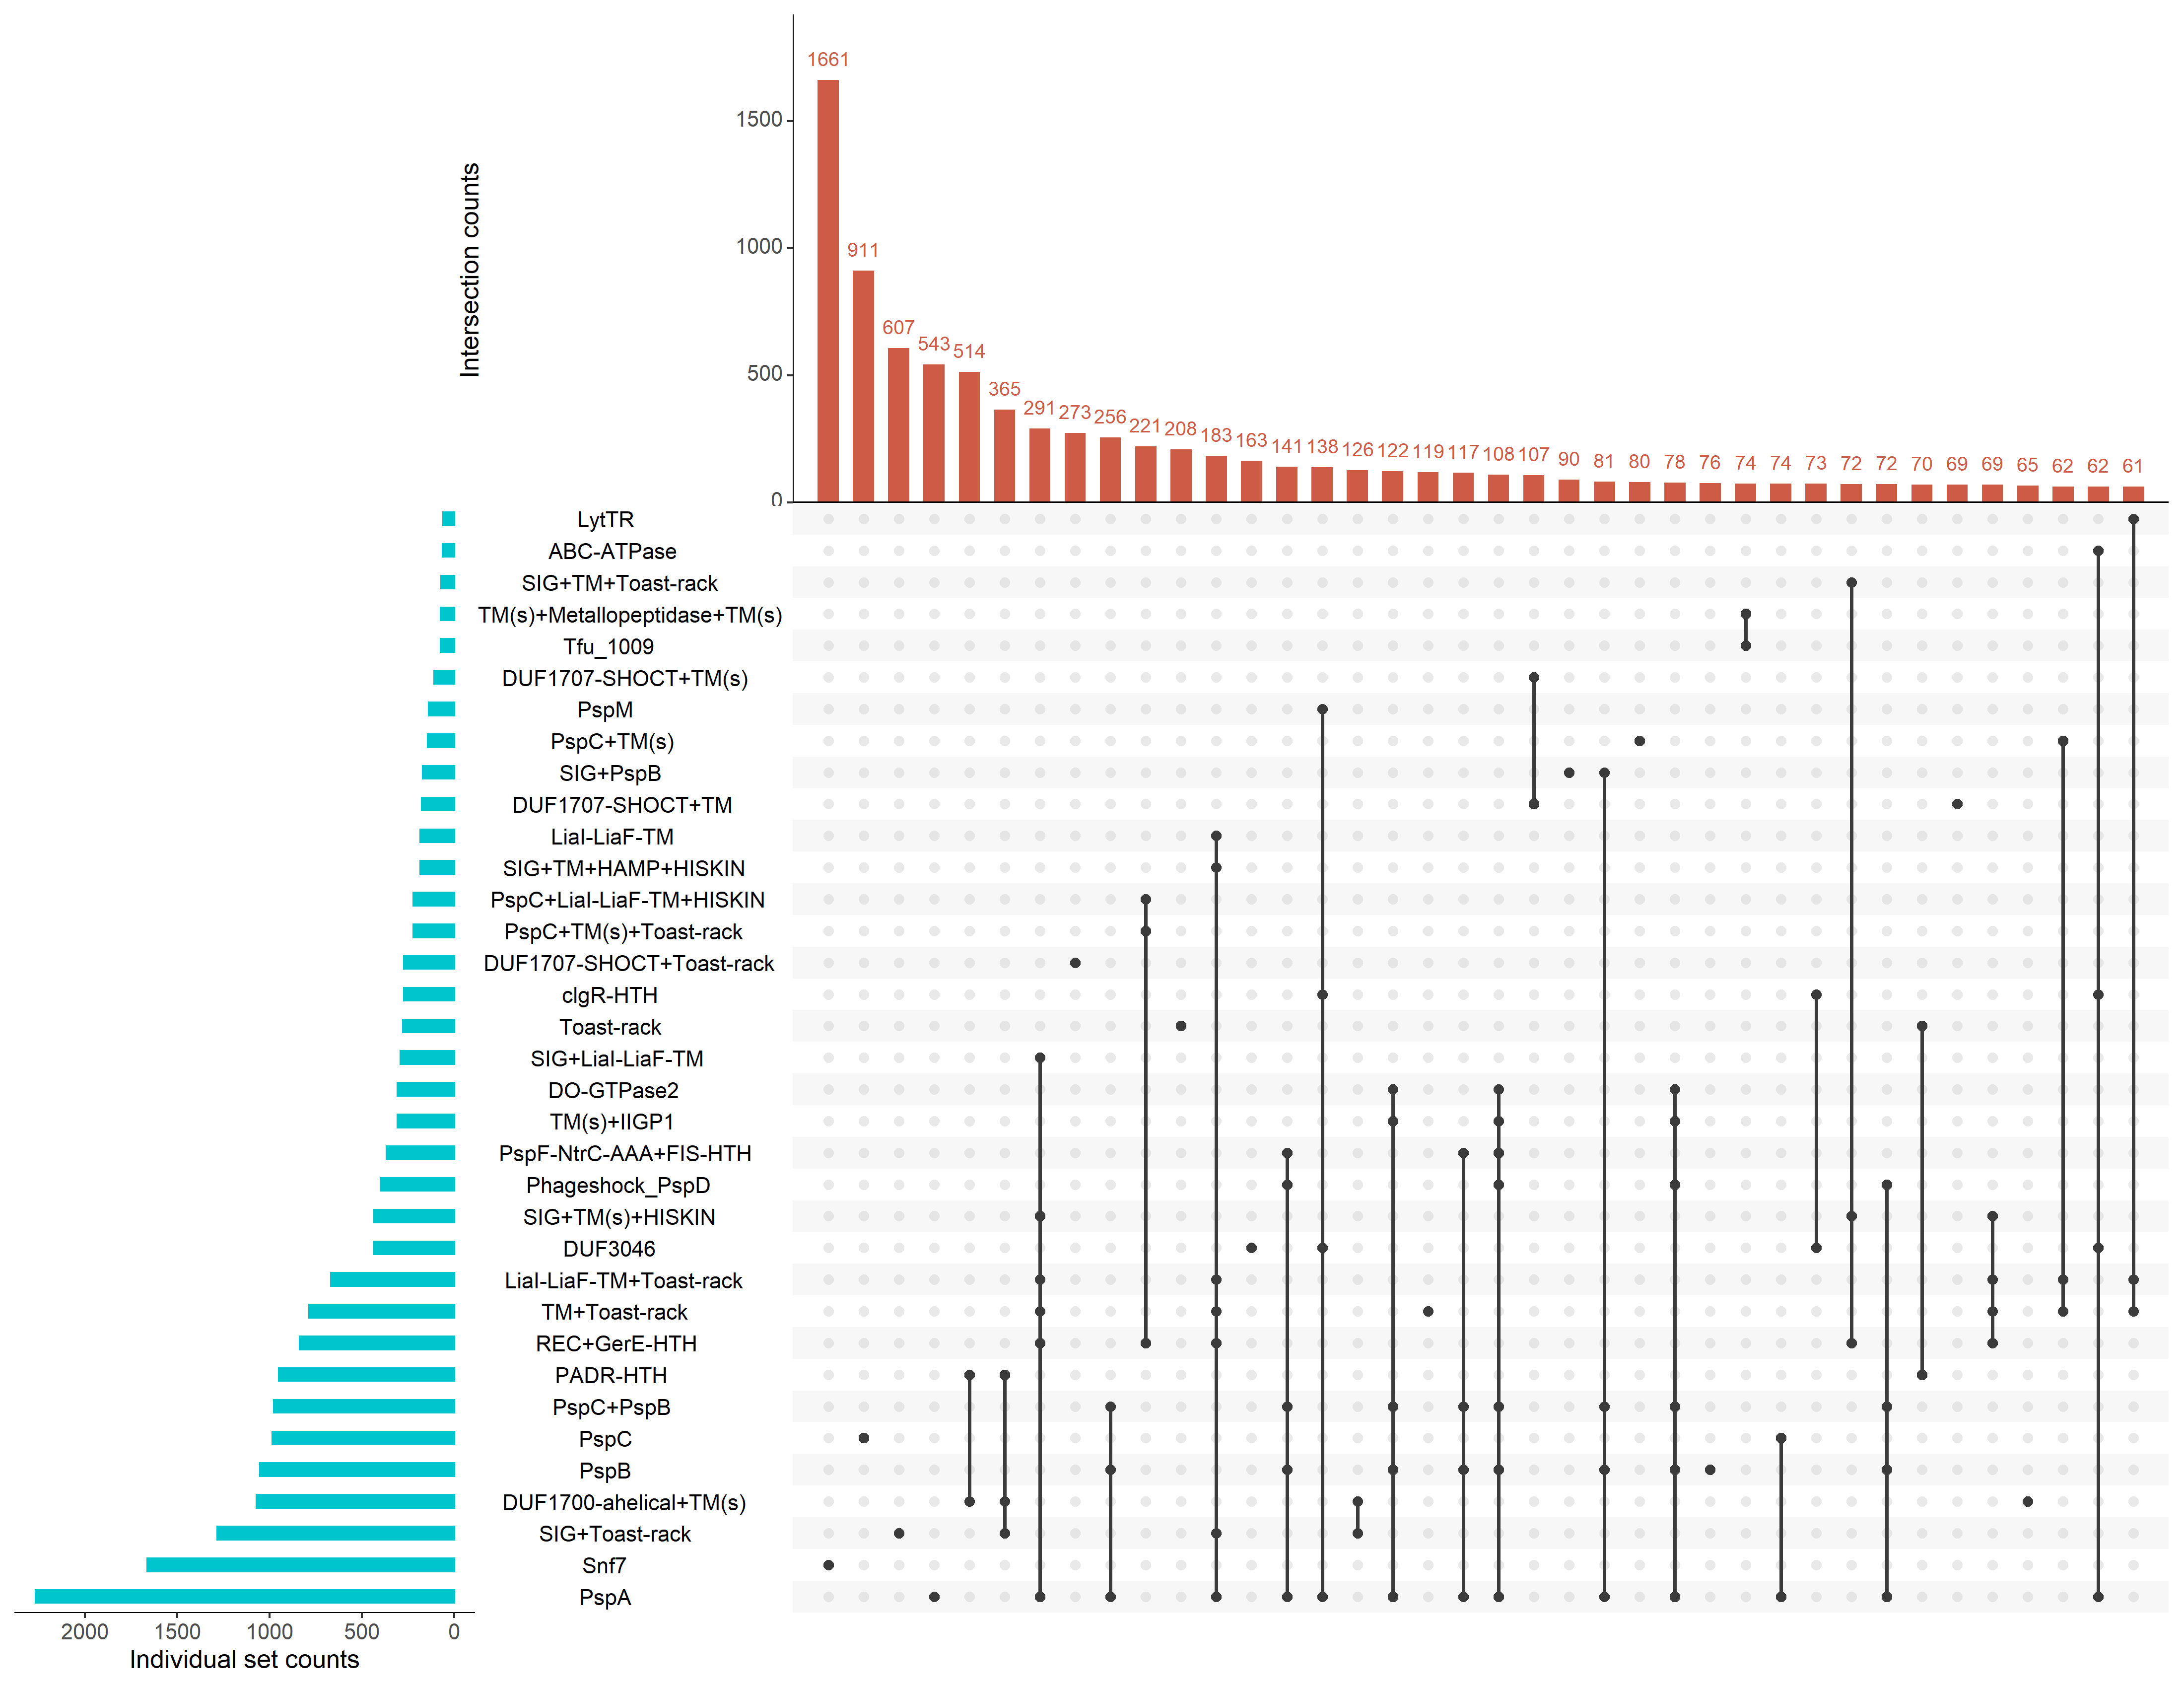 Intersection counts
1500
1000
500
0
1661
911
607
543
514
365
291
273
256
221
208
183
163
141
138
126
122
119
117
108
107
90
81
80
78
76
74
74
73
72
72
70
69
69
65
62
62
61
LytTR
ABC-ATPase
SIG+TM+Toast-rack
TM(s)+Metallopeptidase+TM(s)
Tfu_1009
DUF1707-SHOCT+TM(s)
PspM
PspC+TM(s)
SIG+PspB
DUF1707-SHOCT+TM
LiaI-LiaF-TM
SIG+TM+HAMP+HISKIN
PspC+LiaI-LiaF-TM+HISKIN
PspC+TM(s)+Toast-rack
DUF1707-SHOCT+Toast-rack
clgR-HTH
Toast-rack
SIG+LiaI-LiaF-TM
DO-GTPase2
TM(s)+IIGP1
PspF-NtrC-AAA+FIS-HTH
Phageshock_PspD
SIG+TM(s)+HISKIN
DUF3046
LiaI-LiaF-TM+Toast-rack
TM+Toast-rack
REC+GerE-HTH
PADR-HTH
PspC+PspB
PspC
PspB
DUF1700-ahelical+TM(s)
SIG+Toast-rack
Snf7
PspA
2000 1500 1000 500 0
Individual set counts